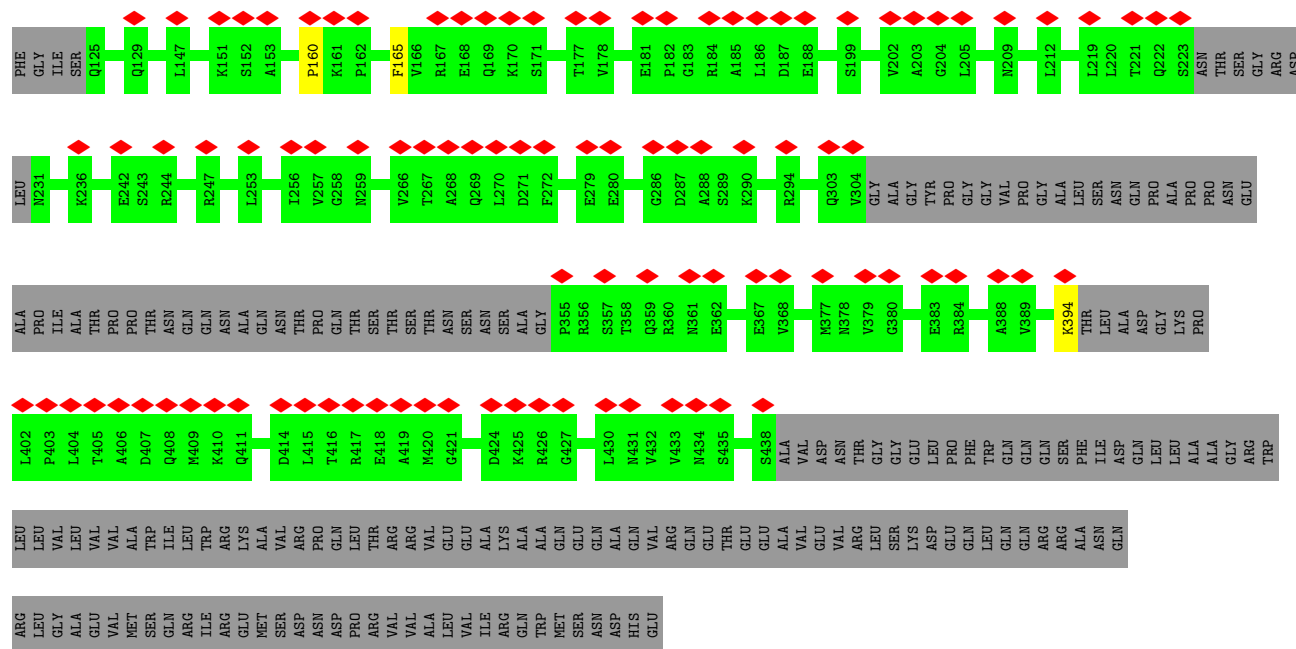 PHE GLY ILE SER Q125 Q129 L147 K151 S152 A153 P160 K161 P162 F165 V166 R167 E168 Q169 K170 S171 T177 V178 E181 P182 G183 R184 A185 L186 D187 E188 S199 V202 A203 G204 L205 N209 L212 L219 L220 T221 Q222 S223 ASN THR SER GLY ARG ASP
LEU N231 K236 E242 S243 R244 R247 L253 I256 V257 G258 N259 V266 T267 A268 Q269 L270 D271 F272 E279 E280 G286 D287 A288 S289 K290 R294 Q303 V304 GLY ALA GLY TYR PRO GLY GLY VAL PRO GLY ALA LEU SER ASN GLN PRO ALA PRO PRO ASN GLU
ALA PRO ILE ALA THR PRO PRO THR ASN GLN GLN ASN ALA GLN ASN THR PRO GLN THR SER THR SER THR ASN SER ASN SER ALA GLY P355 R356 S357 T358 Q359 R360 N361 E362 E367 V368 M377 N378 V379 G380 E383 R384 A388 V389 K394 THR LEU ALA ASP GLY LYS PRO
L402 P403 L404 T405 A406 D407 Q408 M409 K410 Q411 D414 L415 T416 R417 E418 A419 M420 G421 D424 K425 R426 G427 L430 N431 V432 V433 N434 S435 S438 ALA VAL ASP ASN THR GLY GLY GLU LEU PRO PHE TRP GLN GLN GLN SER PHE ILE ASP GLN LEU LEU ALA ALA GLY ARG TRP
LEU LEU VAL LEU VAL VAL ALA TRP ILE LEU TRP ARG LYS ALA VAL ARG PRO GLN LEU THR ARG ARG VAL GLU GLU ALA LYS ALA ALA GLN GLU GLN ALA GLN VAL ARG GLN GLU THR GLU GLU ALA VAL GLU VAL ARG LEU SER LYS ASP GLU GLN LEU GLN GLN ARG ARG ALA ASN GLN
ARG LEU GLY ALA GLU VAL MET SER GLN ARG ILE ARG GLU MET SER ASP ASN ASP PRO ARG VAL VAL ALA LEU VAL ILE ARG GLN TRP MET SER ASN ASP HIS GLU